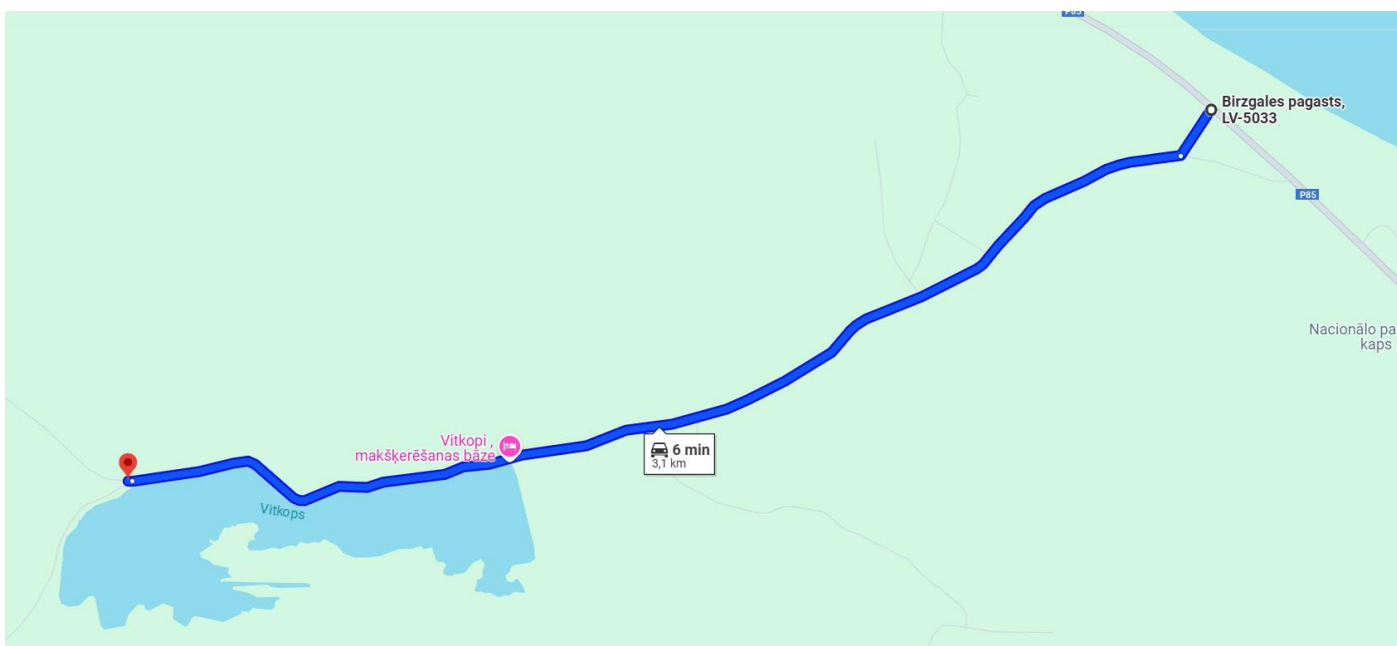 P85
Birzgales pagasts,
LV-5033
P85
Nacionālo pa
kaps
Vitkopi ,
makšķerēšanas bāze
6 min
3,1 km
Vitkops